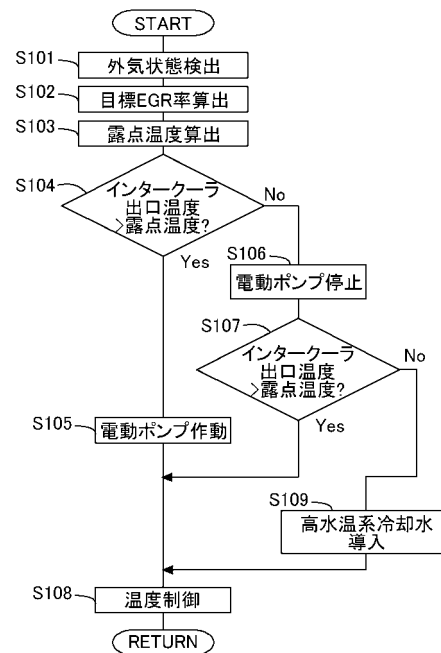 START
S101
外気状態検出
S102
目標EGR率算出
S103
露点温度算出
S104
インタークーラ
出口温度
>露点温度?
No
Yes
S106
電動ポンプ停止
S107
インタークーラ
出口温度
>露点温度?
No
Yes
S105
電動ポンプ作動
S109
高水温系冷却水
導入
S108
温度制御
RETURN